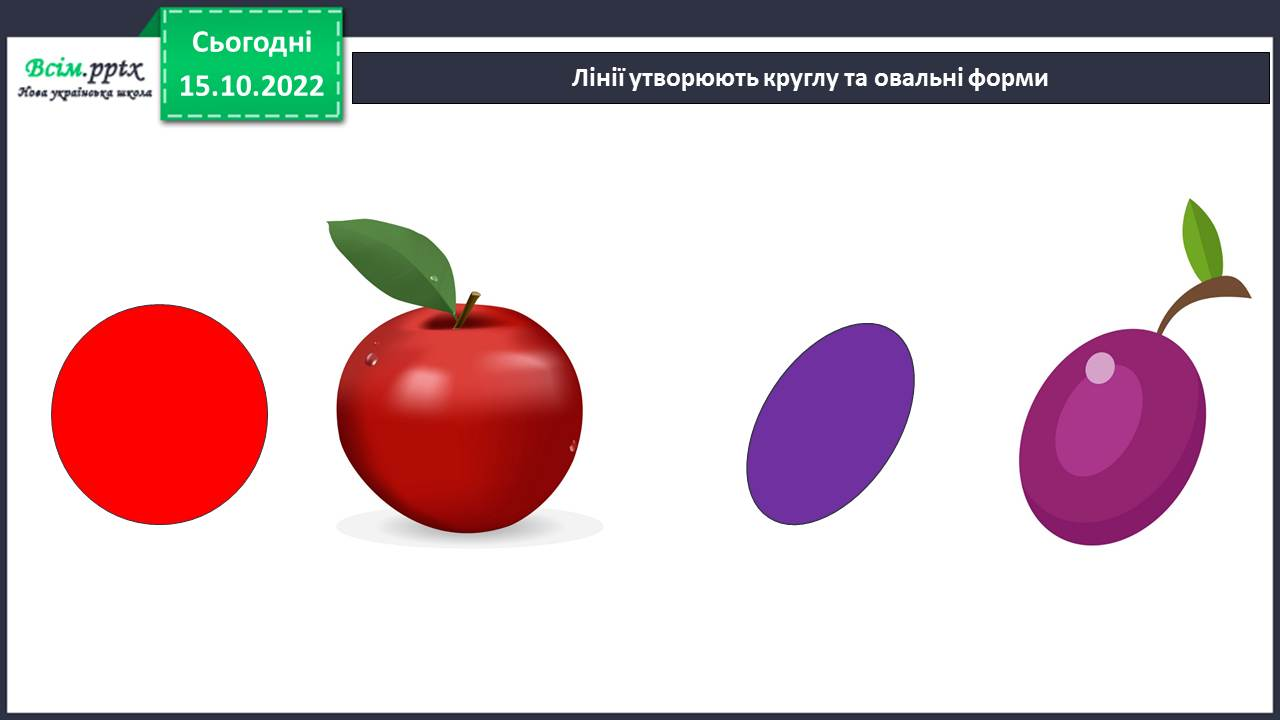 Сьогодні
15.10.2022
Всім.pptx
Нова українська школа
Лінії утворюють круглу та овальні форми